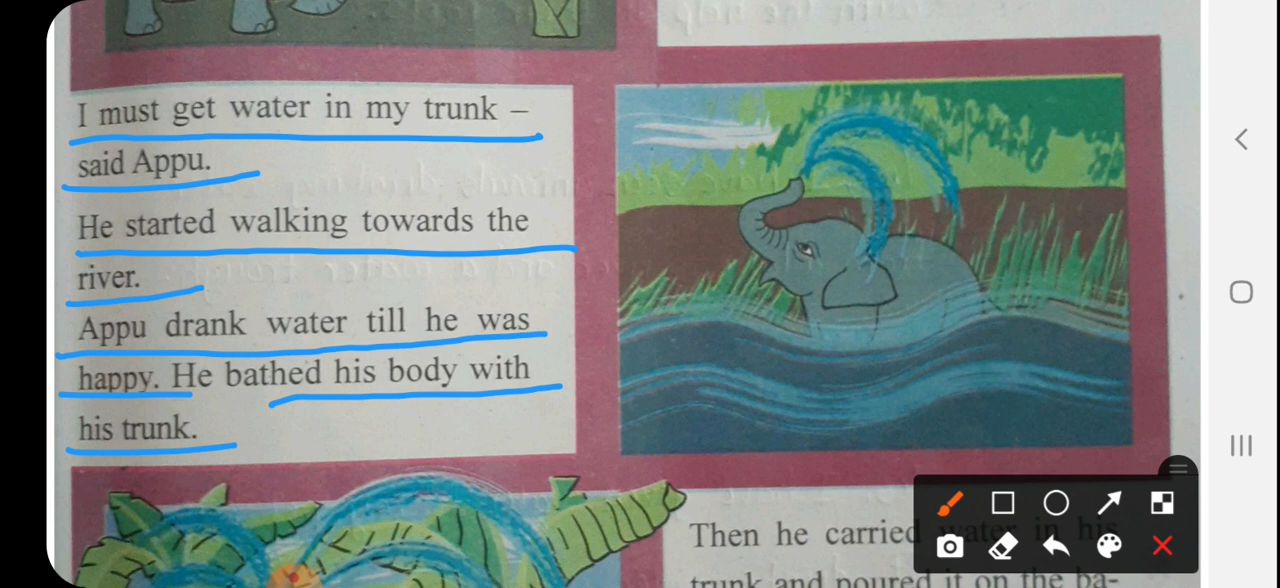 I must get water in my trunk –
said Appu.
He started walking towards the
river.
Appu drank water till he was
happy. He bathed his body with
his trunk.
Then he carried water in his
trunk and poured it on the ba-